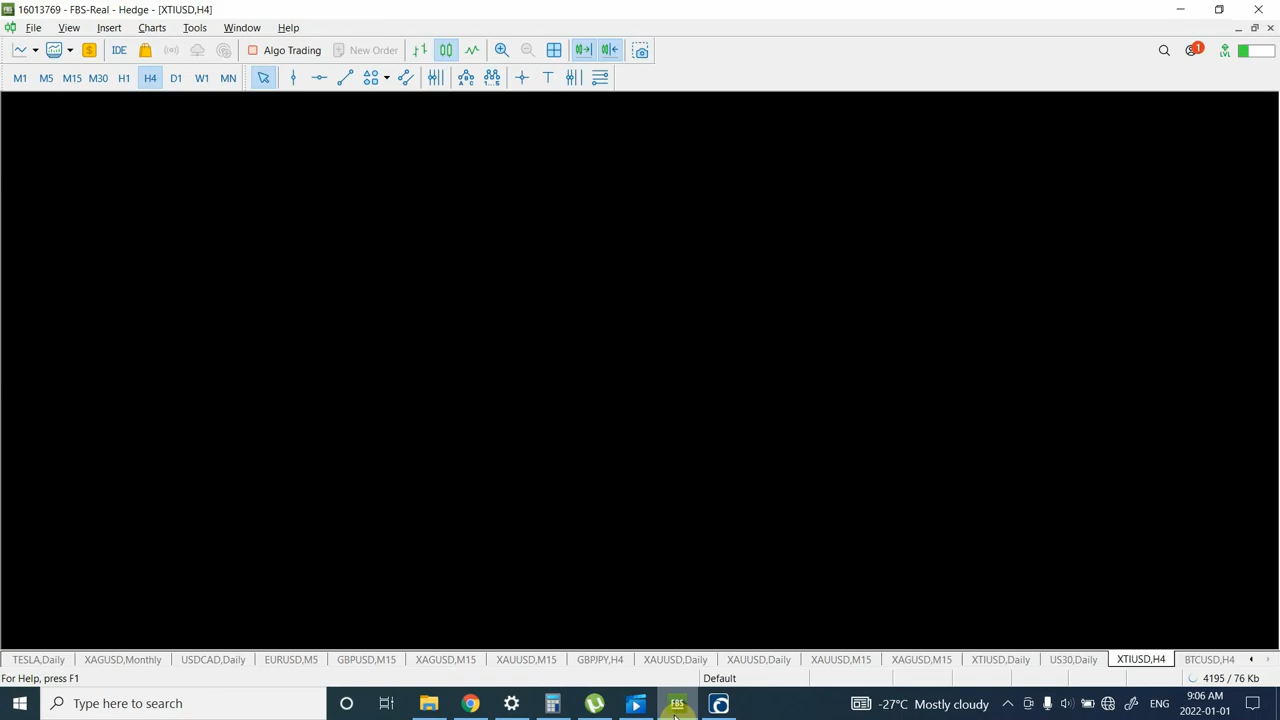 16013769 - FBS-Real - Hedge - [XTIUSD,H4]
File View Insert Charts Tools Window Help
IDE Algo Trading New Order 1 LVL
M1 M5 M15 M30 H1 H4 D1 W1 MN
TESLA,Daily XAGUSD,Monthly USDCAD,Daily EURUSD,M5 GBPUSD,M15 XAGUSD,M15 XAUUSD,M15 GBPJPY,H4 XAUUSD,Daily XAUUSD,Daily XAUUSD,M15 XAGUSD,M15 XTIUSD,Daily US30,Daily XTIUSD,H4 BTCUSD,H4
For Help, press F1 Default 4195 / 76 Kb
Type here to search FBS -27°C Mostly cloudy ENG 9:06 AM
2022-01-01